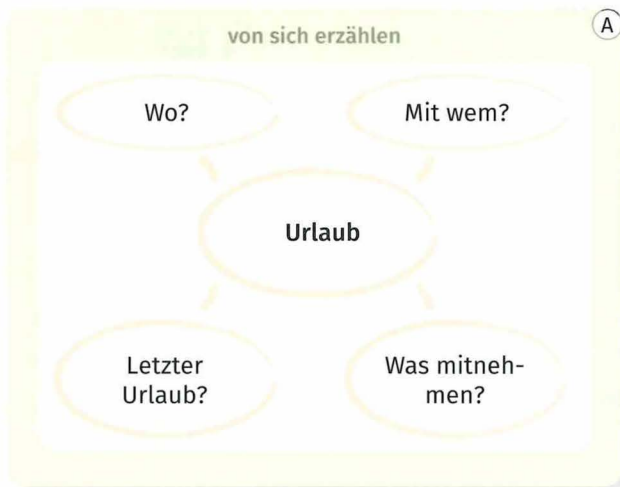 von sich erzählen
A
Wo?
Mit wem?
Urlaub
Letzter
Urlaub?
Was mitneh-
men?